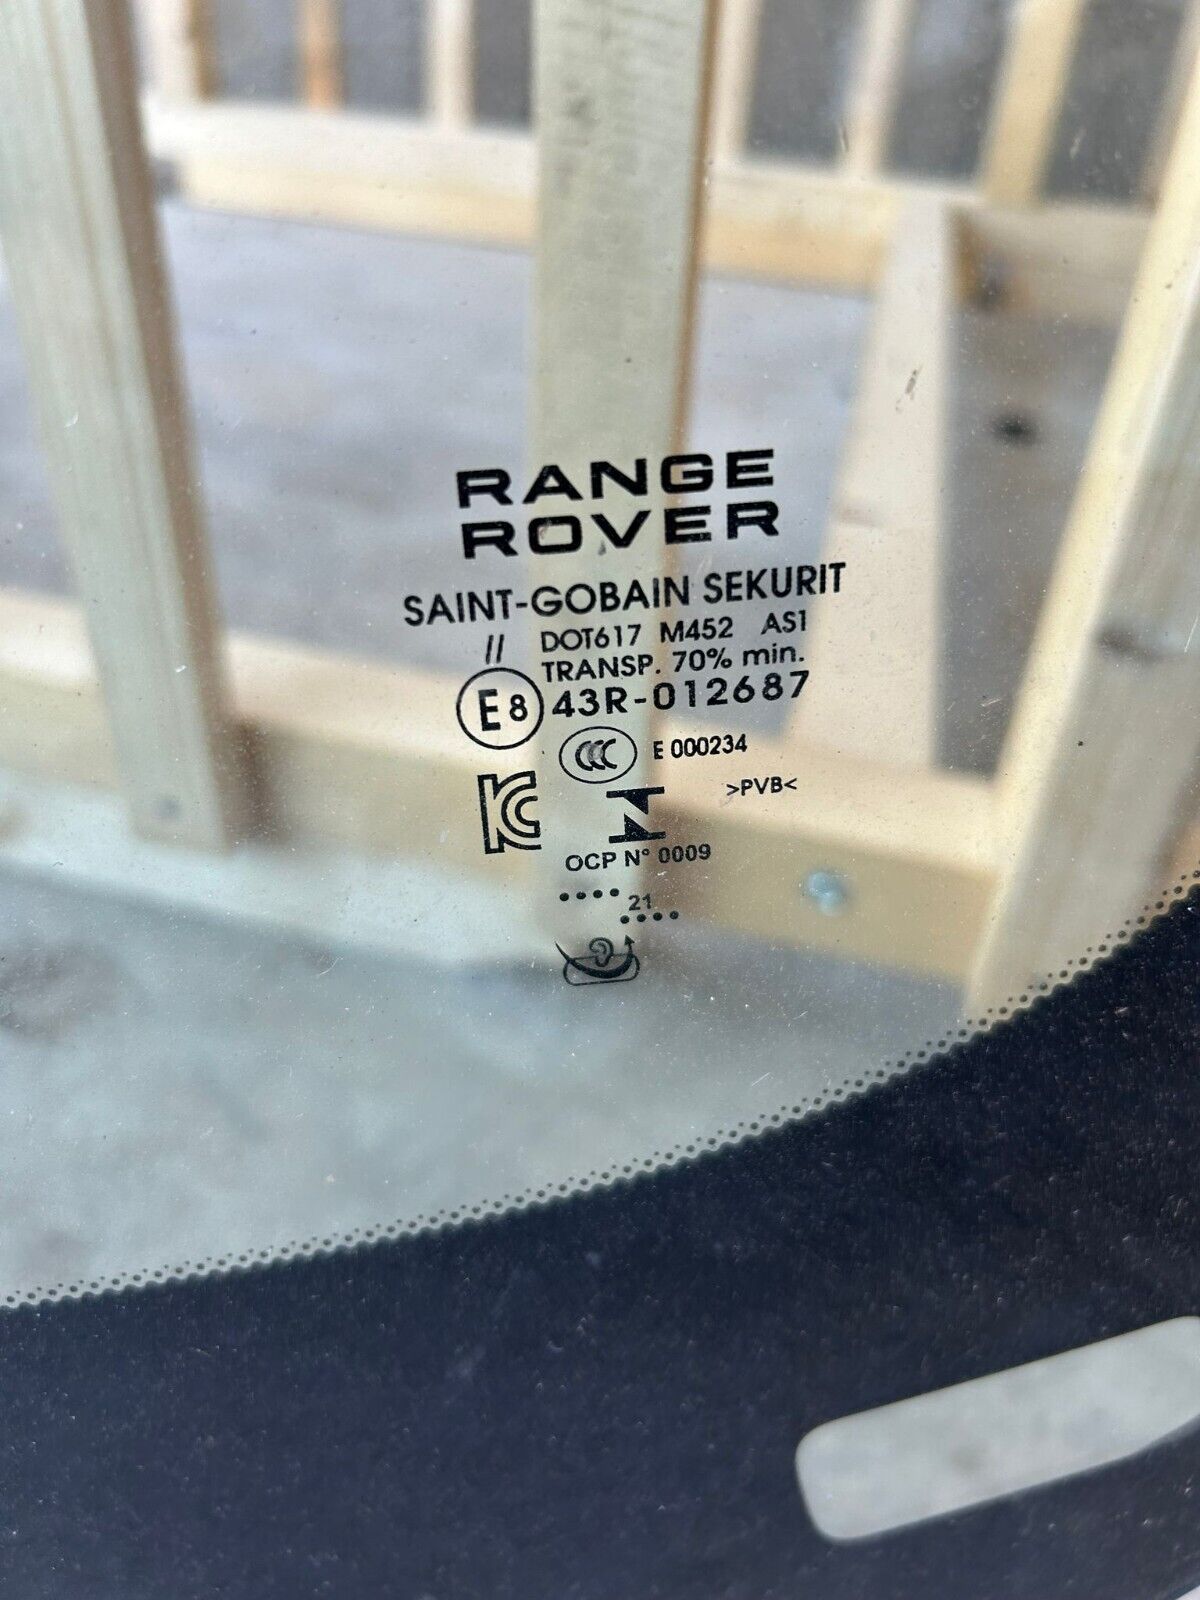 RANGE
ROVER
SAINT-GOBAIN SEKURIT
// DOT617 M452 AS1
TRANSP. 70% min.
E8 43R-012687
CCC E 000234
KC >PVB<
OCP N° 0009
•••• 21 ••••